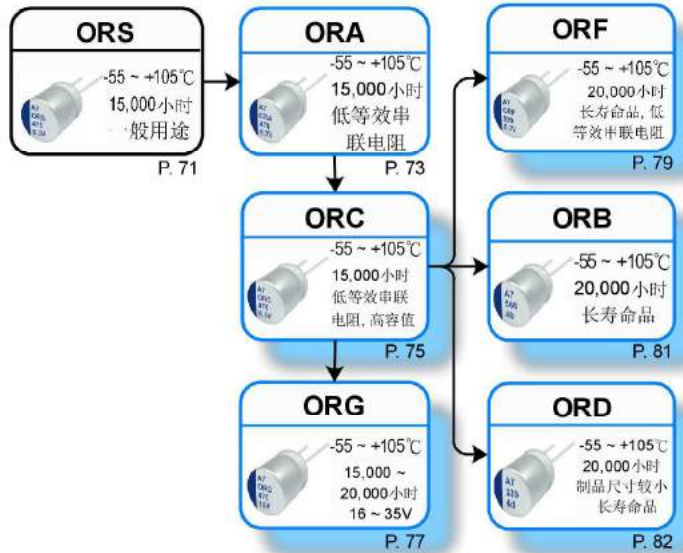 ORS
-55 ~ +105℃
15,000小时
一般用途
P. 71
ORA
-55 ~ +105℃
15,000小时
低等效串
联电阻
P. 73
ORC
-55 ~ +105℃
15,000小时
低等效串联
电阻, 高容值
P. 75
ORG
-55 ~ +105℃
15,000 ~
20,000小时
16 ~ 35V
P. 77
ORF
-55 ~ +105℃
20,000小时
长寿命品, 低
等效串联电阻
P. 79
ORB
-55 ~ +105℃
20,000小时
长寿命品
P. 81
ORD
-55 ~ +105℃
20,000小时
制品尺寸较小
长寿命品
P. 82